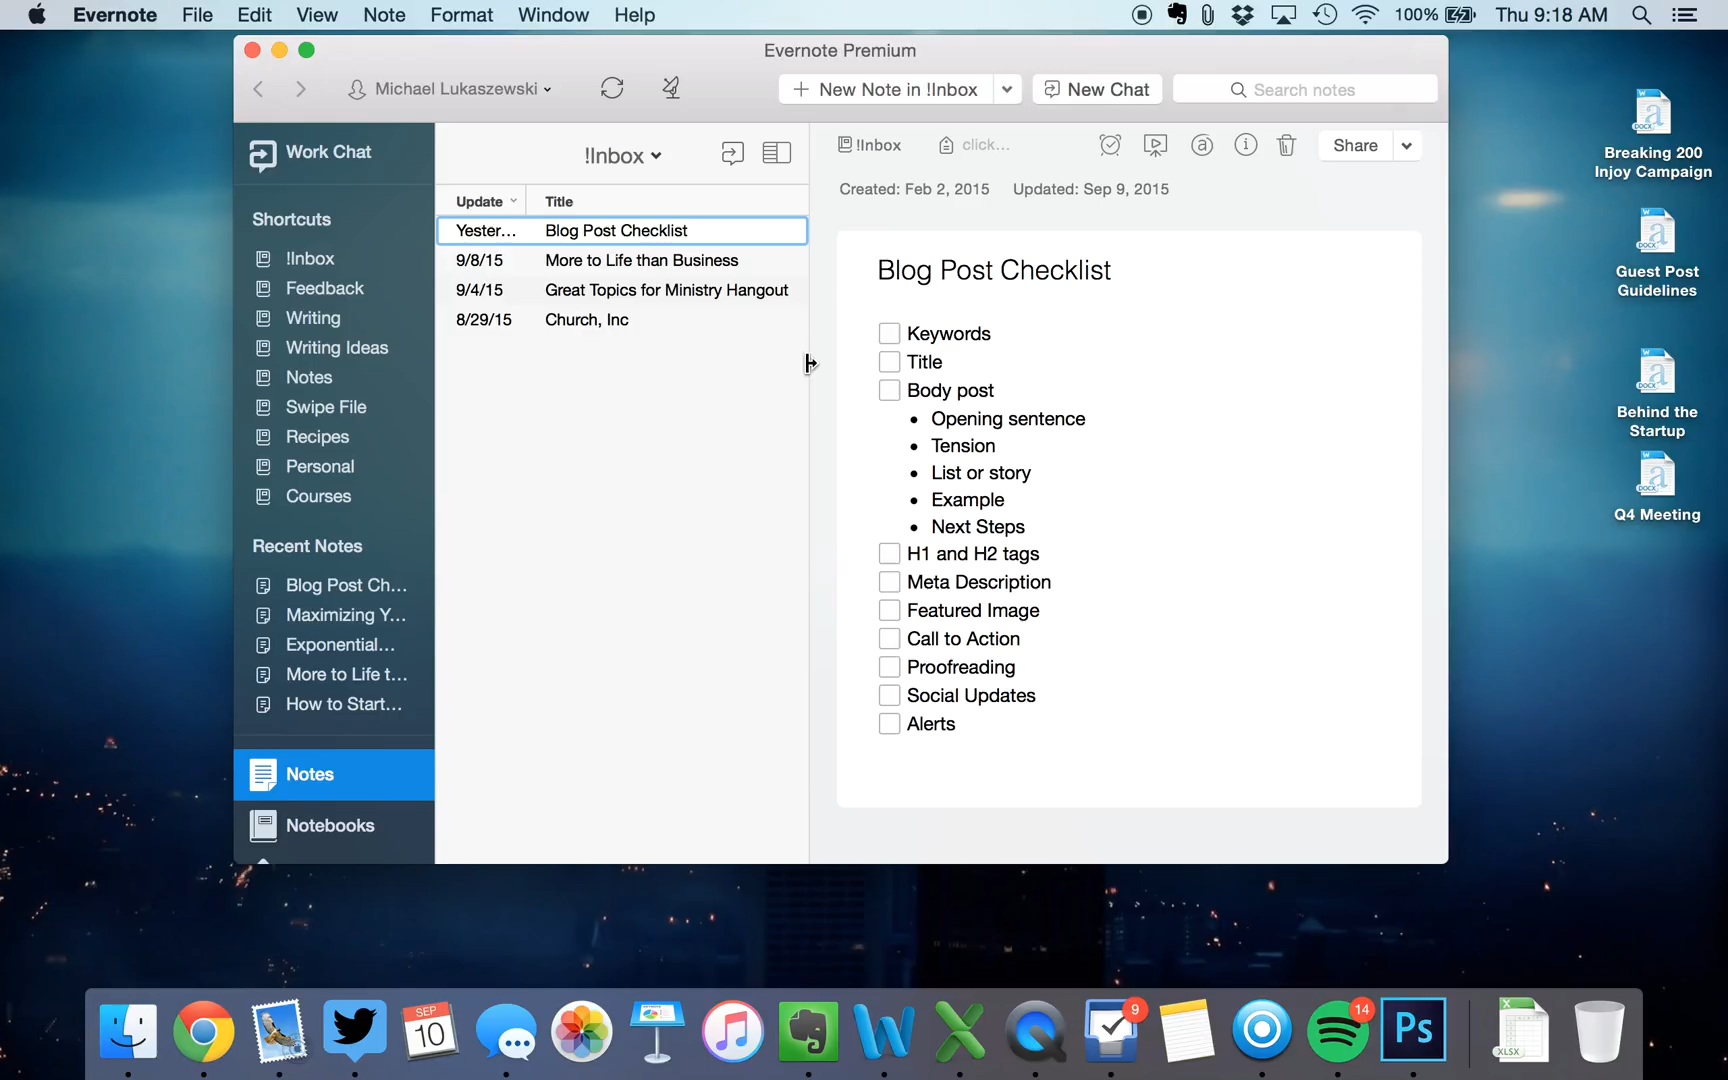 Evernote File Edit View Note Format Window Help 100% Thu 9:18 AM
Evernote Premium
Michael Lukaszewski
New Note in !Inbox
New Chat
Search notes
Work Chat
Shortcuts
!Inbox
Feedback
Writing
Writing Ideas
Notes
Swipe File
Recipes
Personal
Courses
Recent Notes
Blog Post Ch...
Maximizing Y...
Exponential...
More to Life t...
How to Start...
Notes
Notebooks
!Inbox
Update Title
Yester... Blog Post Checklist
9/8/15 More to Life than Business
9/4/15 Great Topics for Ministry Hangout
8/29/15 Church, Inc
!Inbox click...
Share
Created: Feb 2, 2015 Updated: Sep 9, 2015
Blog Post Checklist
Keywords
Title
Body post
• Opening sentence
• Tension
• List or story
• Example
• Next Steps
H1 and H2 tags
Meta Description
Featured Image
Call to Action
Proofreading
Social Updates
Alerts
DOCX
Breaking 200
Injoy Campaign
DOCX
Guest Post
Guidelines
DOCX
Behind the
Startup
DOCX
Q4 Meeting
SEP
10
9
14
Ps
XLSX